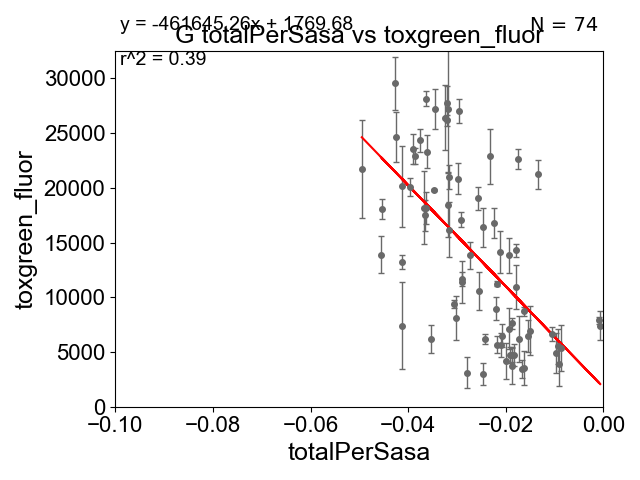 y = -461645.26x + 1769.68
N = 74
G totalPerSasa vs toxgreen_fluor
r^2 = 0.39
30000
25000
20000
15000
10000
5000
0
toxgreen_fluor
−0.10 −0.08 −0.06 −0.04 −0.02 0.00
totalPerSasa